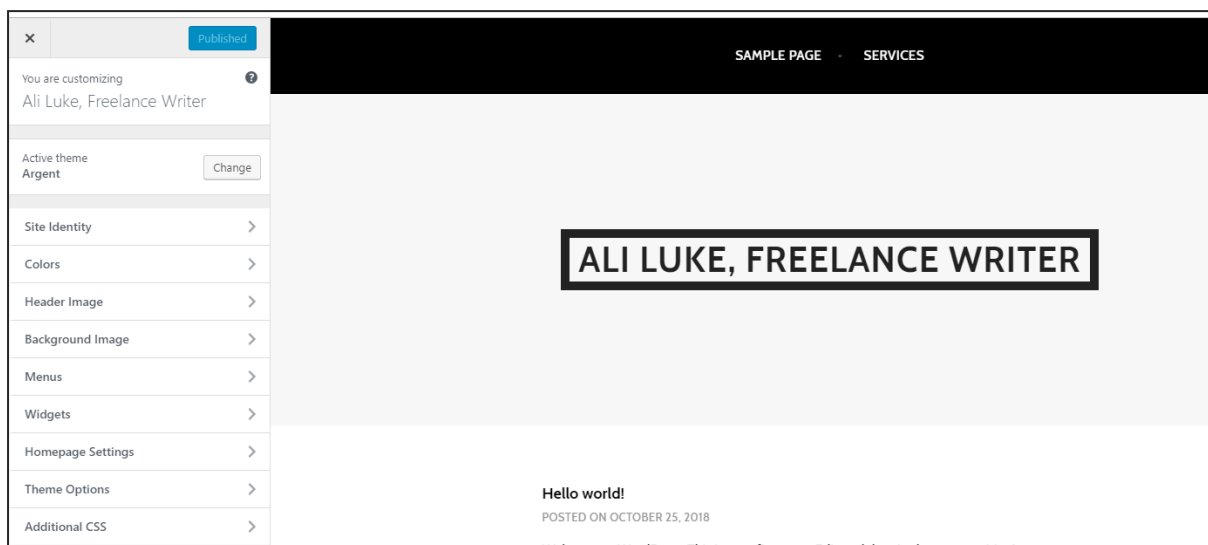 Published
You are customizing
Ali Luke, Freelance Writer
Active theme
Argent
Change
Site Identity
Colors
Header Image
Background Image
Menus
Widgets
Homepage Settings
Theme Options
Additional CSS
SAMPLE PAGE
SERVICES
ALI LUKE, FREELANCE WRITER
Hello world!
POSTED ON OCTOBER 25, 2018